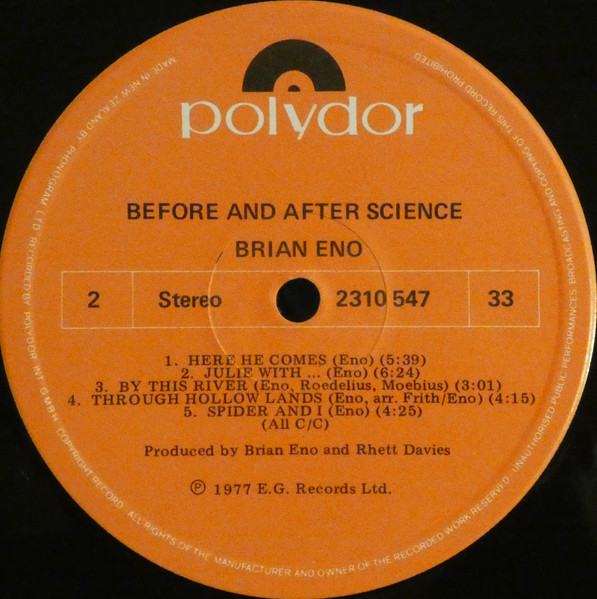 polydor
BEFORE AND AFTER SCIENCE
BRIAN ENO
2 Stereo 2310 547 33
1. HERE HE COMES (Eno) (5:39)
2. JULIE WITH ... (Eno) (6:24)
3. BY THIS RIVER (Eno, Roedelius, Moebius) (3:01)
4. THROUGH HOLLOW LANDS (Eno, arr. Frith/Eno) (4:15)
5. SPIDER AND I (Eno) (4:25)
(All C/C)
Produced by Brian Eno and Rhett Davies
℗ 1977 E.G. Records Ltd.
MADE IN NEW ZEALAND BY PHONOGRAM LTD RECORDED BY POLYDOR INT GMBH · COPYRIGHT RECORD · ALL RIGHTS OF THE MANUFACTURER AND OWNER OF THE RECORDED WORK RESERVED · UNAUTHORISED PUBLIC PERFORMANCES, BROADCASTING AND COPYING OF THIS RECORD PROHIBITED